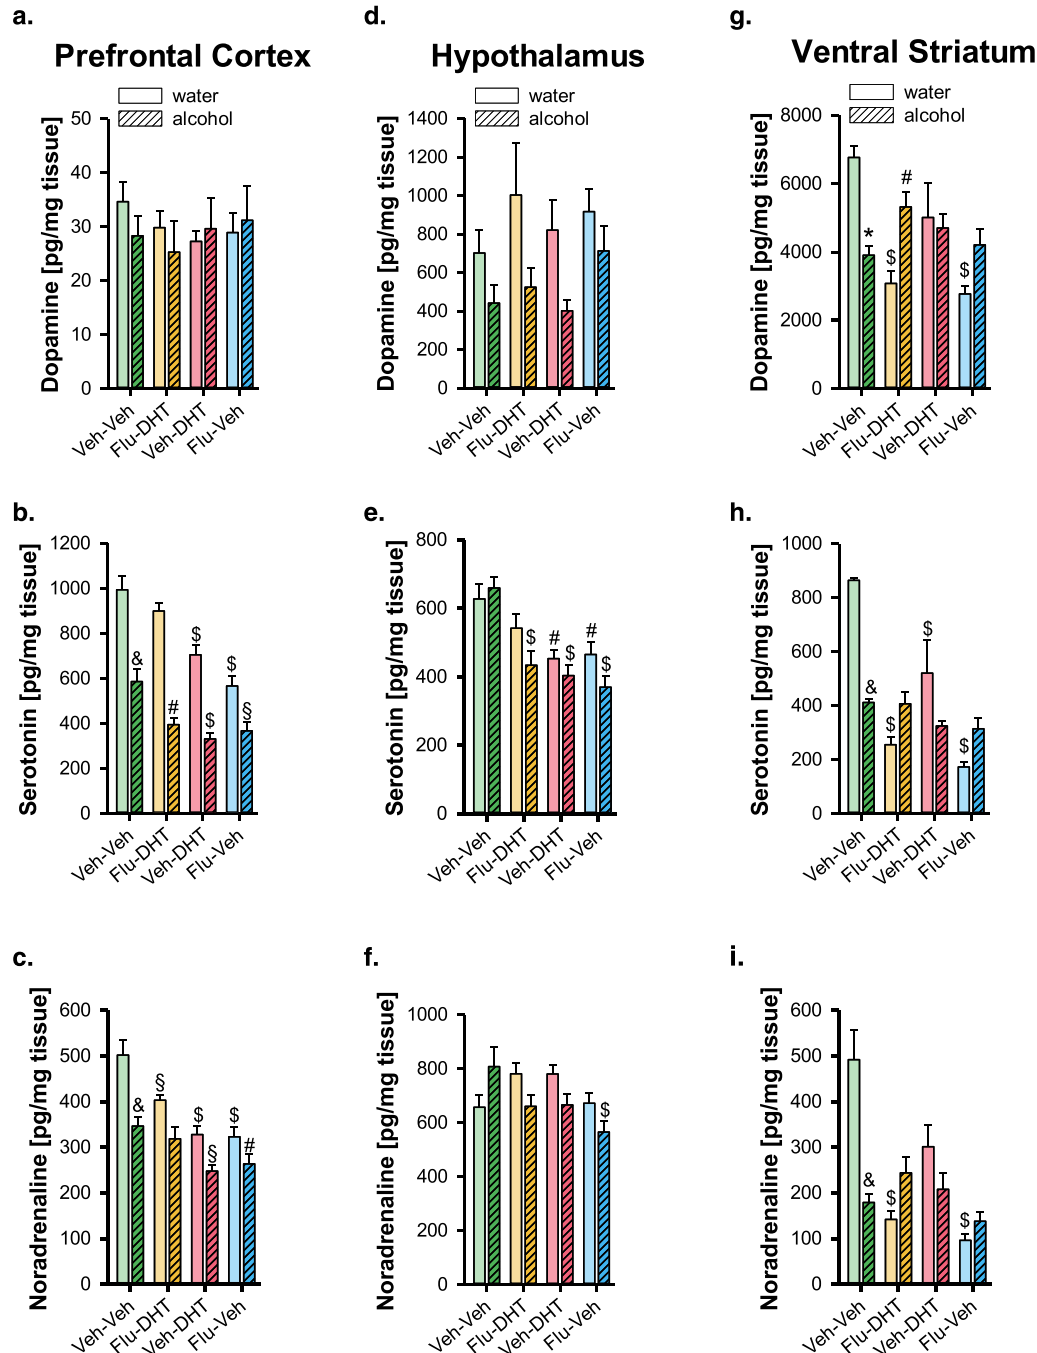 a.
Prefrontal Cortex
water
alcohol
Dopamine [pg/mg tissue]
50
40
30
20
10
0
Veh-Veh
Flu-DHT
Veh-DHT
Flu-Veh
d.
Hypothalamus
water
alcohol
Dopamine [pg/mg tissue]
1400
1200
1000
800
600
400
200
0
Veh-Veh
Flu-DHT
Veh-DHT
Flu-Veh
g.
Ventral Striatum
water
alcohol
Dopamine [pg/mg tissue]
8000
6000
4000
2000
0
* $ # $
Veh-Veh
Flu-DHT
Veh-DHT
Flu-Veh
b.
Serotonin [pg/mg tissue]
1200
1000
800
600
400
200
0
& # $ $ $ §
Veh-Veh
Flu-DHT
Veh-DHT
Flu-Veh
e.
Serotonin [pg/mg tissue]
800
600
400
200
0
$ # $ # $
Veh-Veh
Flu-DHT
Veh-DHT
Flu-Veh
h.
Serotonin [pg/mg tissue]
1000
800
600
400
200
0
& $ $ $
Veh-Veh
Flu-DHT
Veh-DHT
Flu-Veh
c.
Noradrenaline [pg/mg tissue]
600
500
400
300
200
100
0
& § $ § $ #
Veh-Veh
Flu-DHT
Veh-DHT
Flu-Veh
f.
Noradrenaline [pg/mg tissue]
1000
800
600
400
200
0
$
Veh-Veh
Flu-DHT
Veh-DHT
Flu-Veh
i.
Noradrenaline [pg/mg tissue]
600
500
400
300
200
100
0
& $ $
Veh-Veh
Flu-DHT
Veh-DHT
Flu-Veh